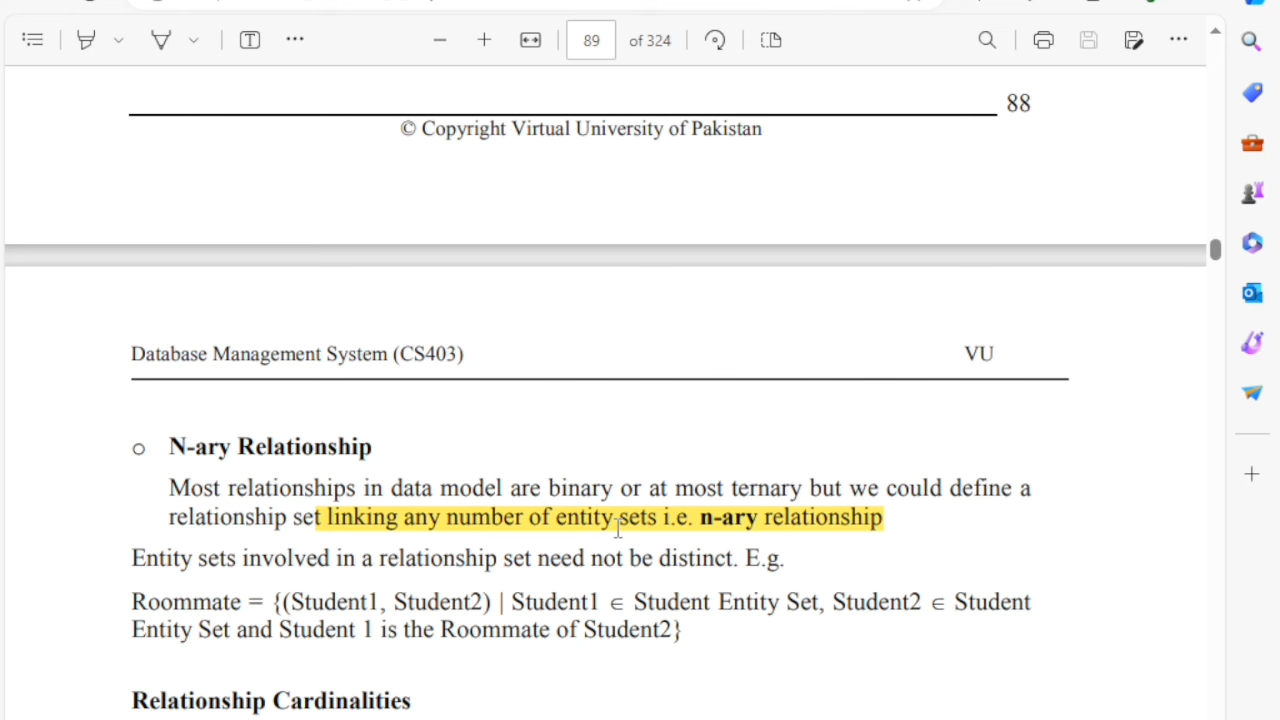 89 of 324
88
© Copyright Virtual University of Pakistan
Database Management System (CS403) VU
o N-ary Relationship
Most relationships in data model are binary or at most ternary but we could define a
relationship set linking any number of entity sets i.e. n-ary relationship
Entity sets involved in a relationship set need not be distinct. E.g.
Roommate = {(Student1, Student2) | Student1 ∈ Student Entity Set, Student2 ∈ Student
Entity Set and Student 1 is the Roommate of Student2}
Relationship Cardinalities